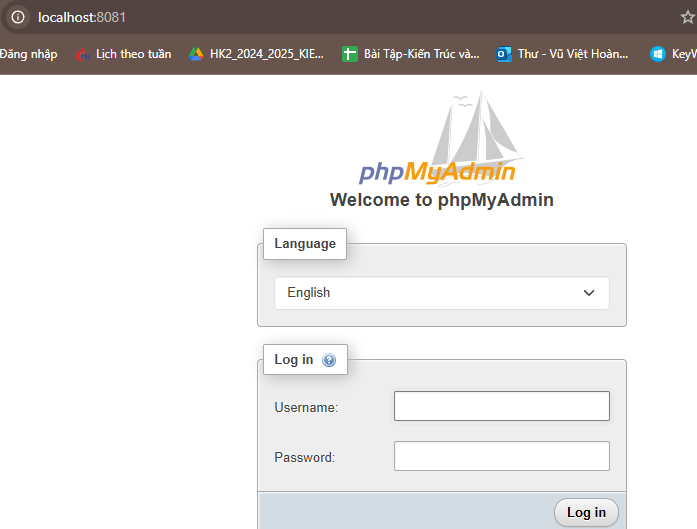 localhost:8081
Đăng nhập Lịch theo tuần HK2_2024_2025_KIE... Bài Tập-Kiến Trúc và... Thư - Vũ Việt Hoàn... KeyW
phpMyAdmin
Welcome to phpMyAdmin
Language
English
Log in
Username:
Password:
Log in